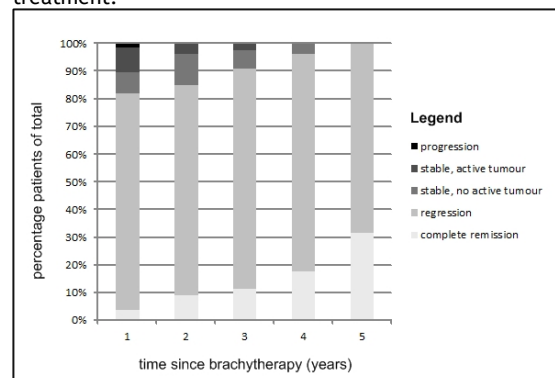 treatment.
100%
90%
80%
70%
60%
50%
40%
30%
20%
10%
0%
percentage patients of total
1 2 3 4 5
time since brachytherapy (years)
Legend
progression
stable, active tumour
stable, no active tumour
regression
complete remission